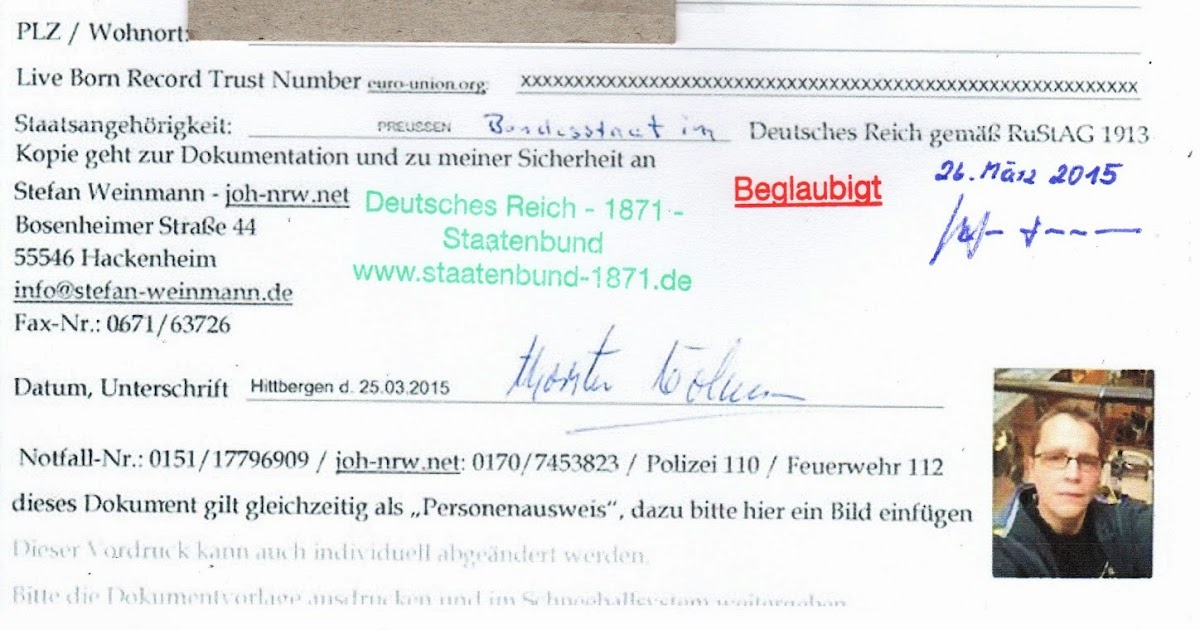 PLZ / Wohnort:
Live Born Record Trust Number euro-union.org: xxxxxxxxxxxxxxxxxxxxxxxxxxxxxxxxxxxxxxxxxxxxxxxxxxxxxxxxxxx
Staatsangehörigkeit: PREUSSEN Bundesstaat im Deutsches Reich gemäß RuStAG 1913
Kopie geht zur Dokumentation und zu meiner Sicherheit an
26. März 2015
Stefan Weinmann - joh-nrw.net
Beglaubigt
Deutsches Reich - 1871 -
Bosenheimer Straße 44
Staatenbund
55546 Hackenheim
www.staatenbund-1871.de
info@stefan-weinmann.de
Fax-Nr.: 0671/63726
Datum, Unterschrift Hittbergen d. 25.03.2015
Notfall-Nr.: 0151/17796909 / joh-nrw.net: 0170/7453823 / Polizei 110 / Feuerwehr 112
dieses Dokument gilt gleichzeitig als „Personenausweis“, dazu bitte hier ein Bild einfügen
Dieser Vordruck kann auch individuell abgeändert werden.
Bitte die Dokumentvorlage ausdrucken und im Schneeballsystem weitergeben